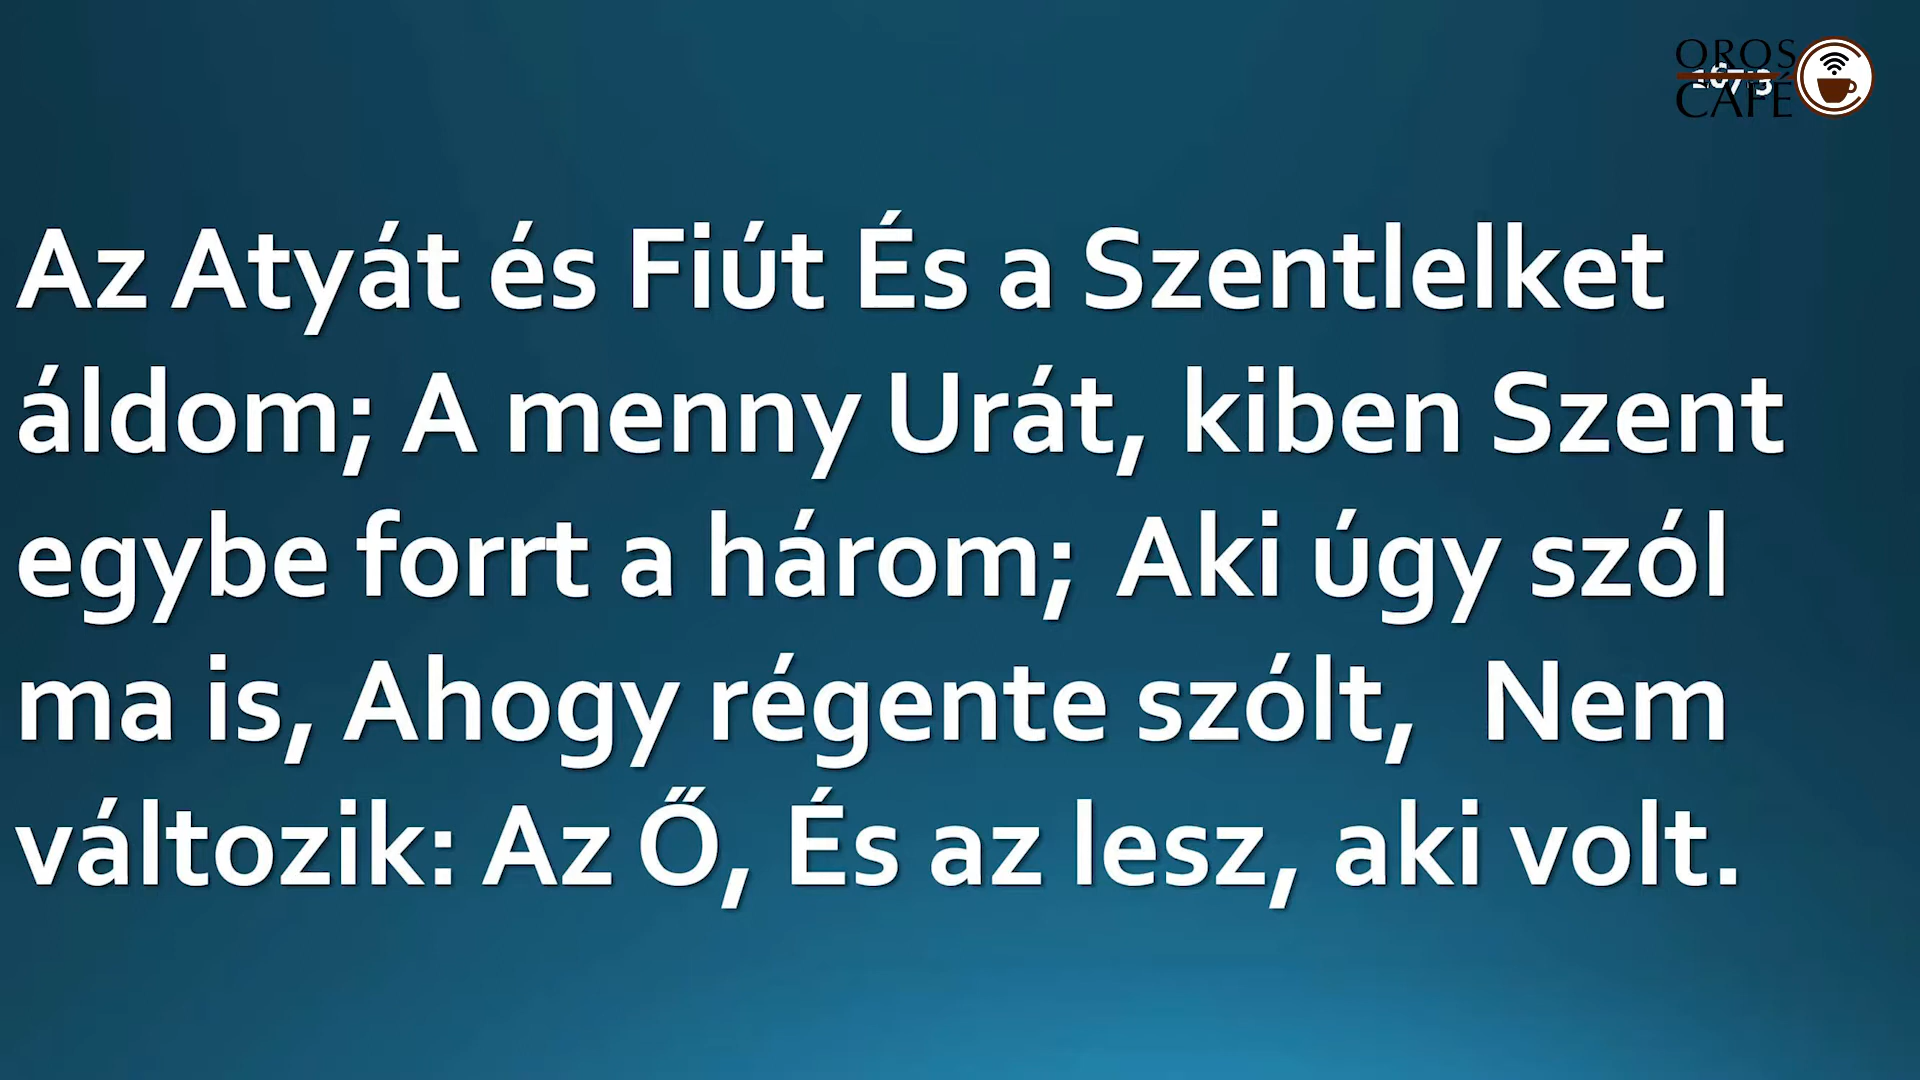 OROS
CAFÉ
Az Atyát és Fiút És a Szentlelket
áldom; A menny Urát, kiben Szent
egybe forrt a három; Aki úgy szól
ma is, Ahogy régente szólt, Nem
változik: Az Ő, És az lesz, aki volt.